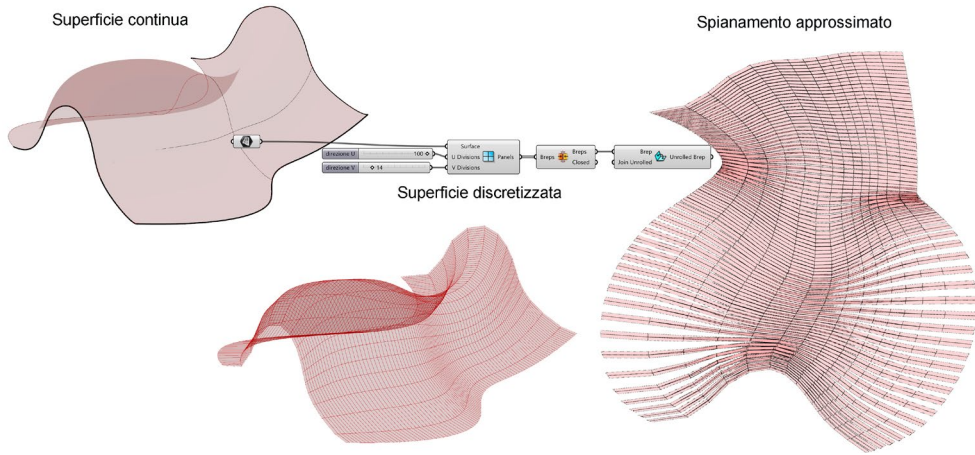 Superficie continua
Spianamento approssimato
direzione U 100
direzione V 14
Surface
U Divisions
V Divisions
Panels
Breps
Breps
Closed
Brep
Join Unrolled
Unrolled Brep
Superficie discretizzata